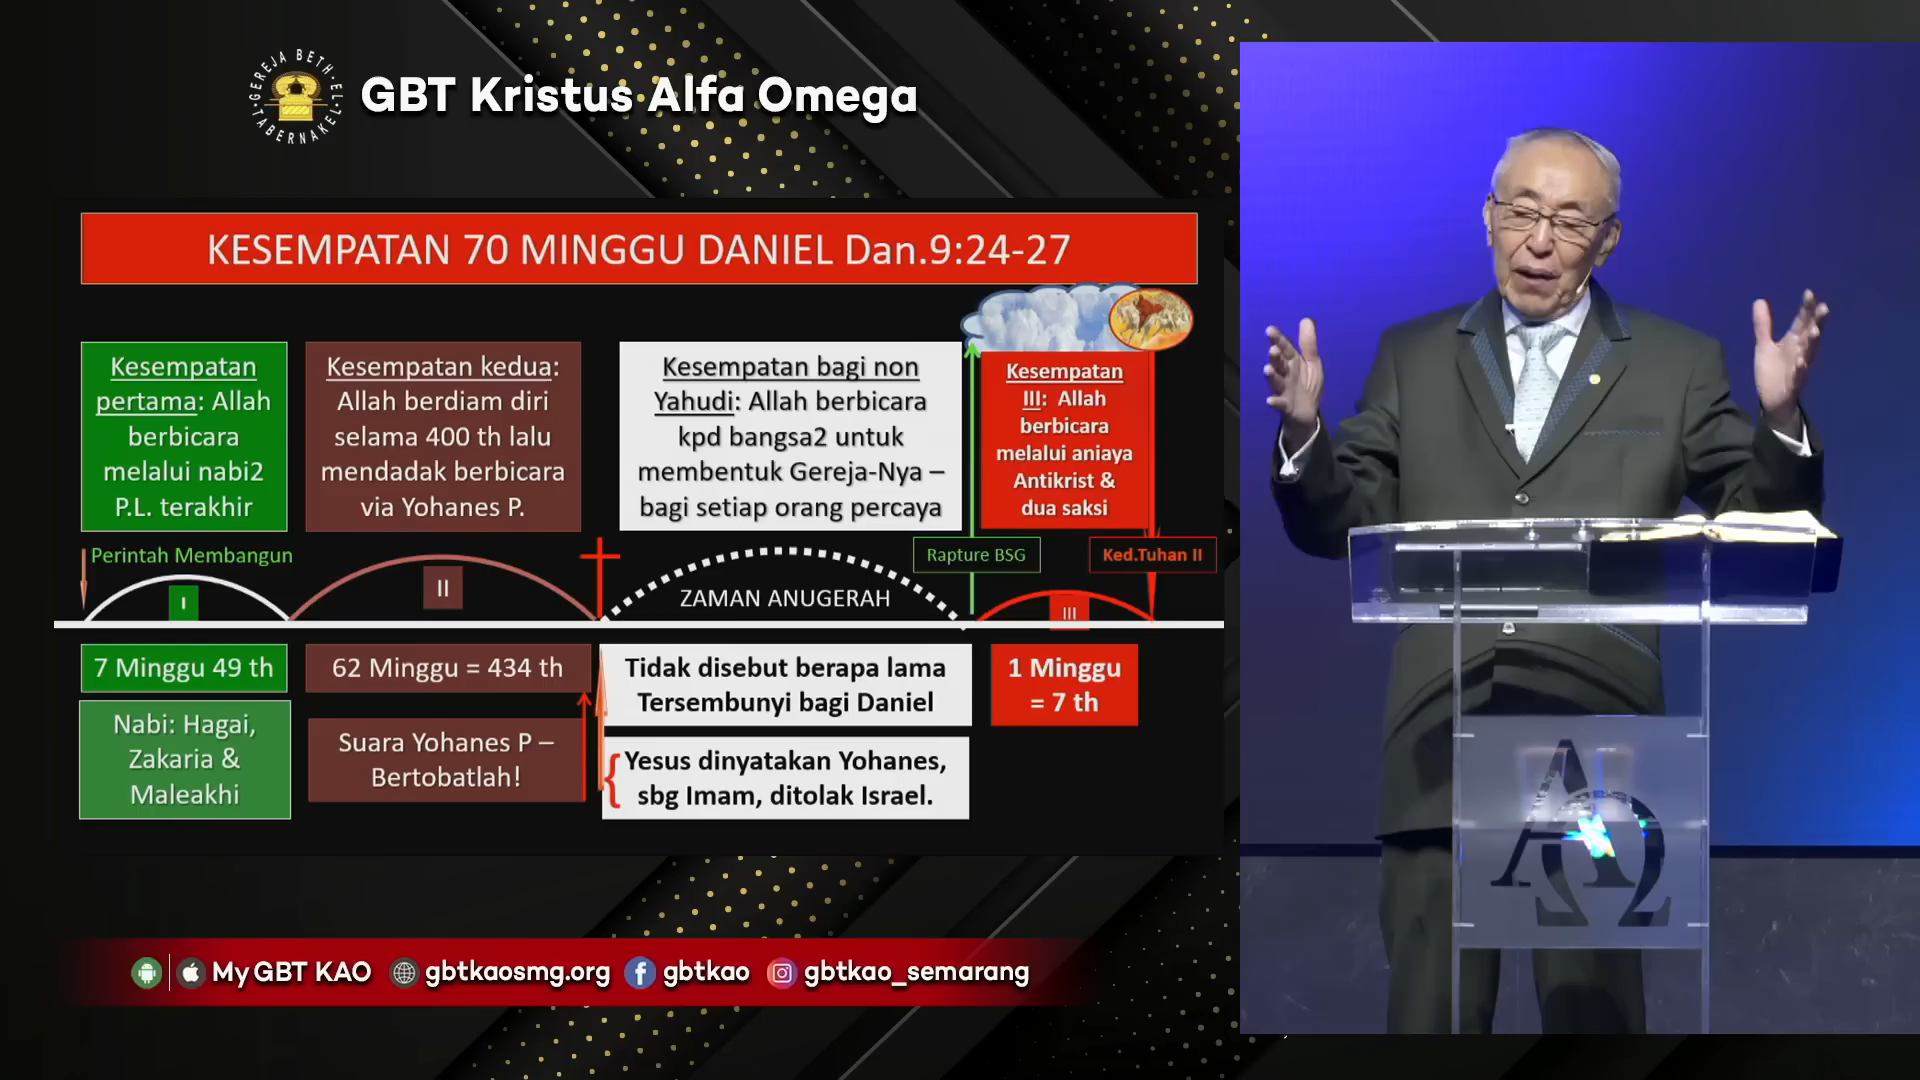 GEREJA BETH-EL TABERNAKEL
GBT Kristus Alfa Omega
KESEMPATAN 70 MINGGU DANIEL Dan.9:24-27
Kesempatan
pertama: Allah
berbicara
melalui nabi2
P.L. terakhir
Kesempatan kedua:
Allah berdiam diri
selama 400 th lalu
mendadak berbicara
via Yohanes P.
Kesempatan bagi non
Yahudi: Allah berbicara
kpd bangsa2 untuk
membentuk Gereja-Nya –
bagi setiap orang percaya
Kesempatan
III: Allah
berbicara
melalui aniaya
Antikrist &
dua saksi
Perintah Membangun
Rapture BSG
Ked.Tuhan II
I
II
ZAMAN ANUGERAH
III
7 Minggu 49 th
62 Minggu = 434 th
Tidak disebut berapa lama
Tersembunyi bagi Daniel
1 Minggu
= 7 th
Nabi: Hagai,
Zakaria &
Maleakhi
Suara Yohanes P –
Bertobatlah!
Yesus dinyatakan Yohanes,
sbg Imam, ditolak Israel.
ΑΩ
My GBT KAO gbtkaosmg.org gbtkao gbtkao_semarang